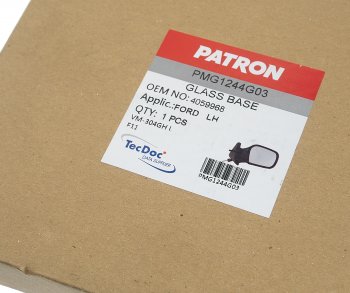 PATRON
PMG1244G03
GLASS BASE
OEM NO: 4059968
Applic.:FORD LH
QTY: 1 PCS
VM-304GH L
TecDoc
DATA SUPPLIER
PMG1244G03